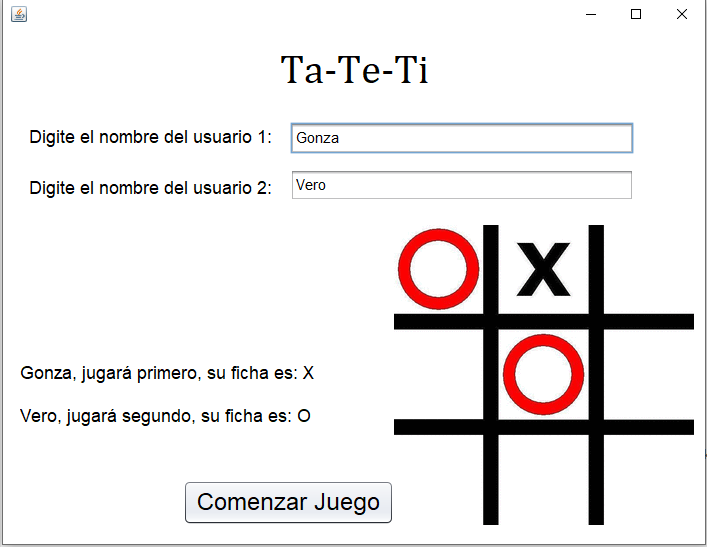 Ta-Te-Ti
Digite el nombre del usuario 1: Gonza
Digite el nombre del usuario 2: Vero
X
Gonza, jugará primero, su ficha es: X
Vero, jugará segundo, su ficha es: O
Comenzar Juego